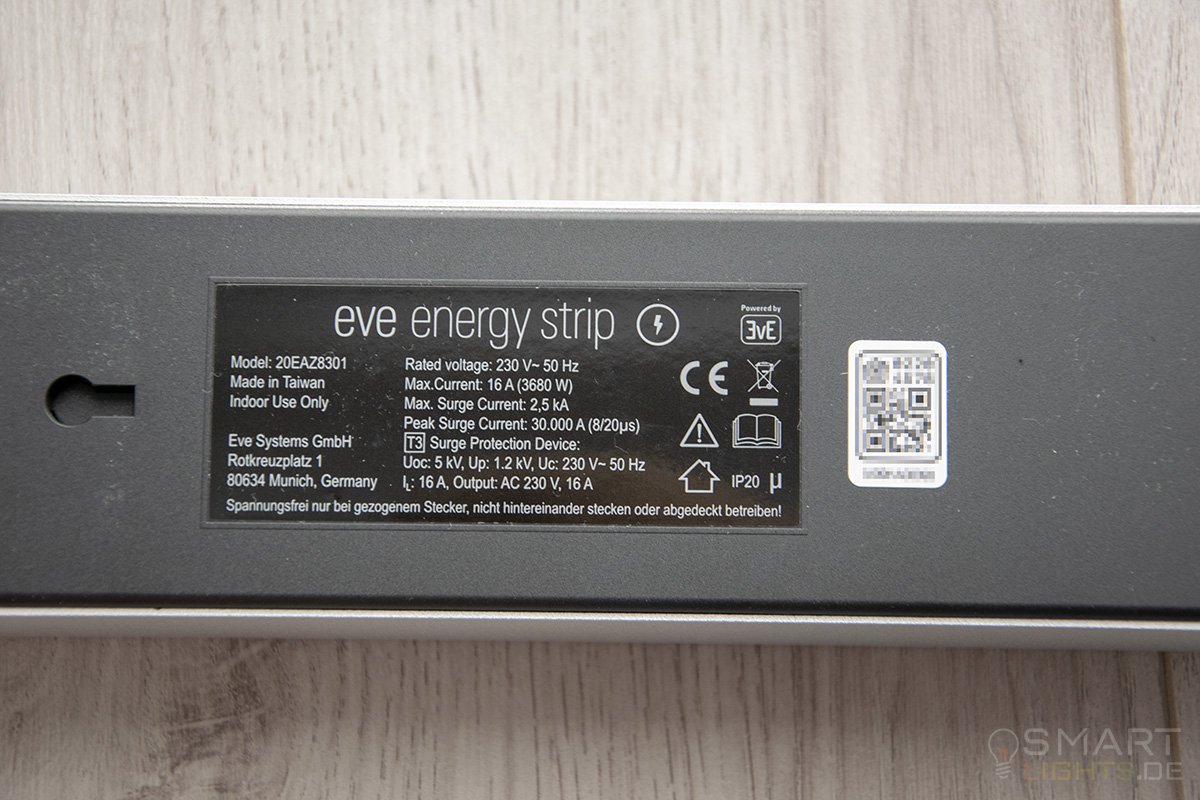 eve energy strip
Powered by
EvE
Model: 20EAZ8301
Made in Taiwan
Indoor Use Only
Eve Systems GmbH
Rotkreuzplatz 1
80634 Munich, Germany
Rated voltage: 230 V~ 50 Hz
Max.Current: 16 A (3680 W)
Max. Surge Current: 2,5 kA
Peak Surge Current: 30.000 A (8/20µs)
T3 Surge Protection Device:
Uoc: 5 kV, Up: 1.2 kV, Uc: 230 V~ 50 Hz
IL: 16 A, Output: AC 230 V, 16 A
CE
IP20 µ
Spannungsfrei nur bei gezogenem Stecker, nicht hintereinander stecken oder abgedeckt betreiben!
SMART
LIGHTS.DE